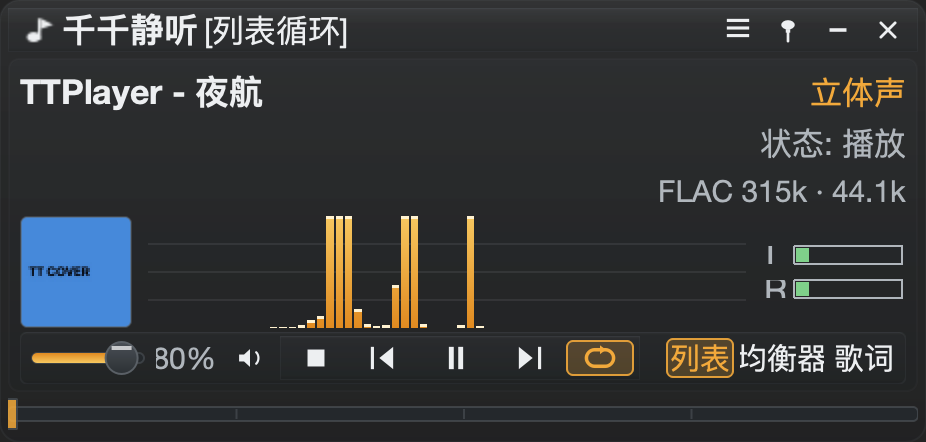 千千静听 [列表循环]
TTPlayer - 夜航
立体声
状态: 播放
FLAC 315k · 44.1k
TT COVER
L
R
80%
列表 均衡器 歌词